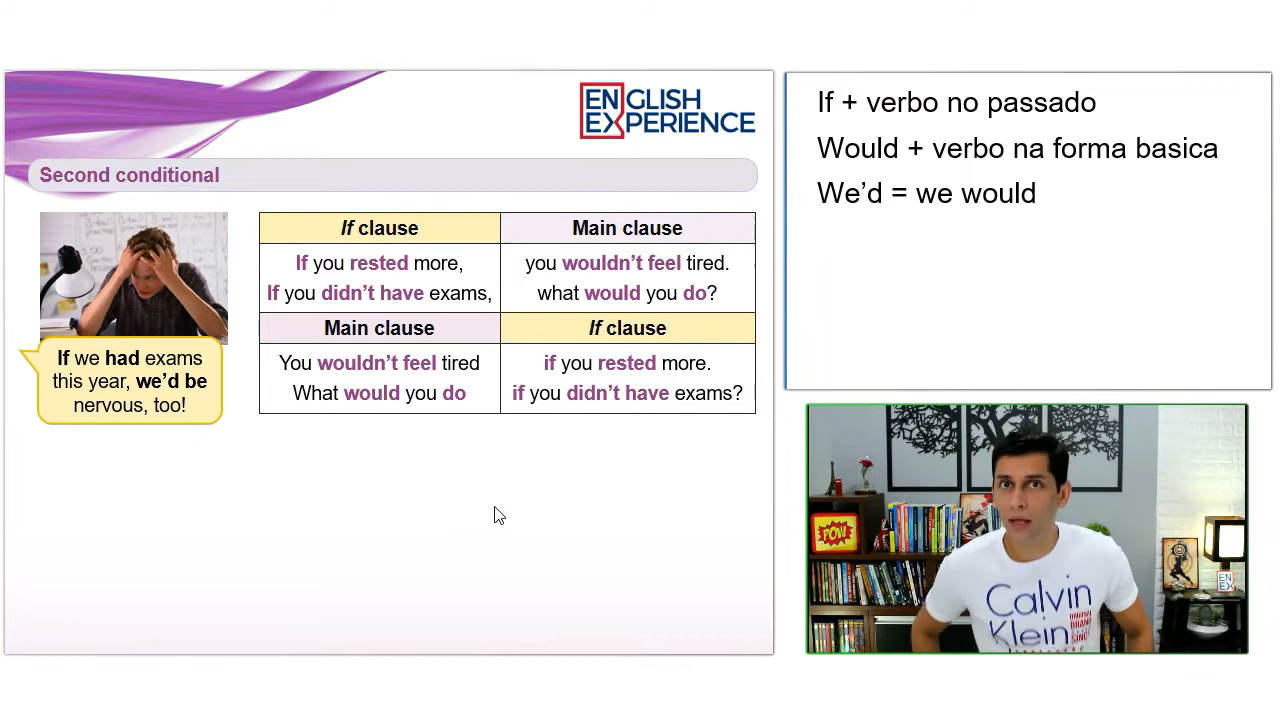 ENGLISH
EXPERIENCE
Second conditional
If clause
Main clause
If you rested more,
you wouldn’t feel tired.
If you didn’t have exams,
what would you do?
Main clause
If clause
You wouldn’t feel tired
if you rested more.
What would you do
if you didn’t have exams?
If we had exams
this year, we’d be
nervous, too!
If + verbo no passado
Would + verbo na forma basica
We’d = we would
POW
EN
EX
Calvin
Klein